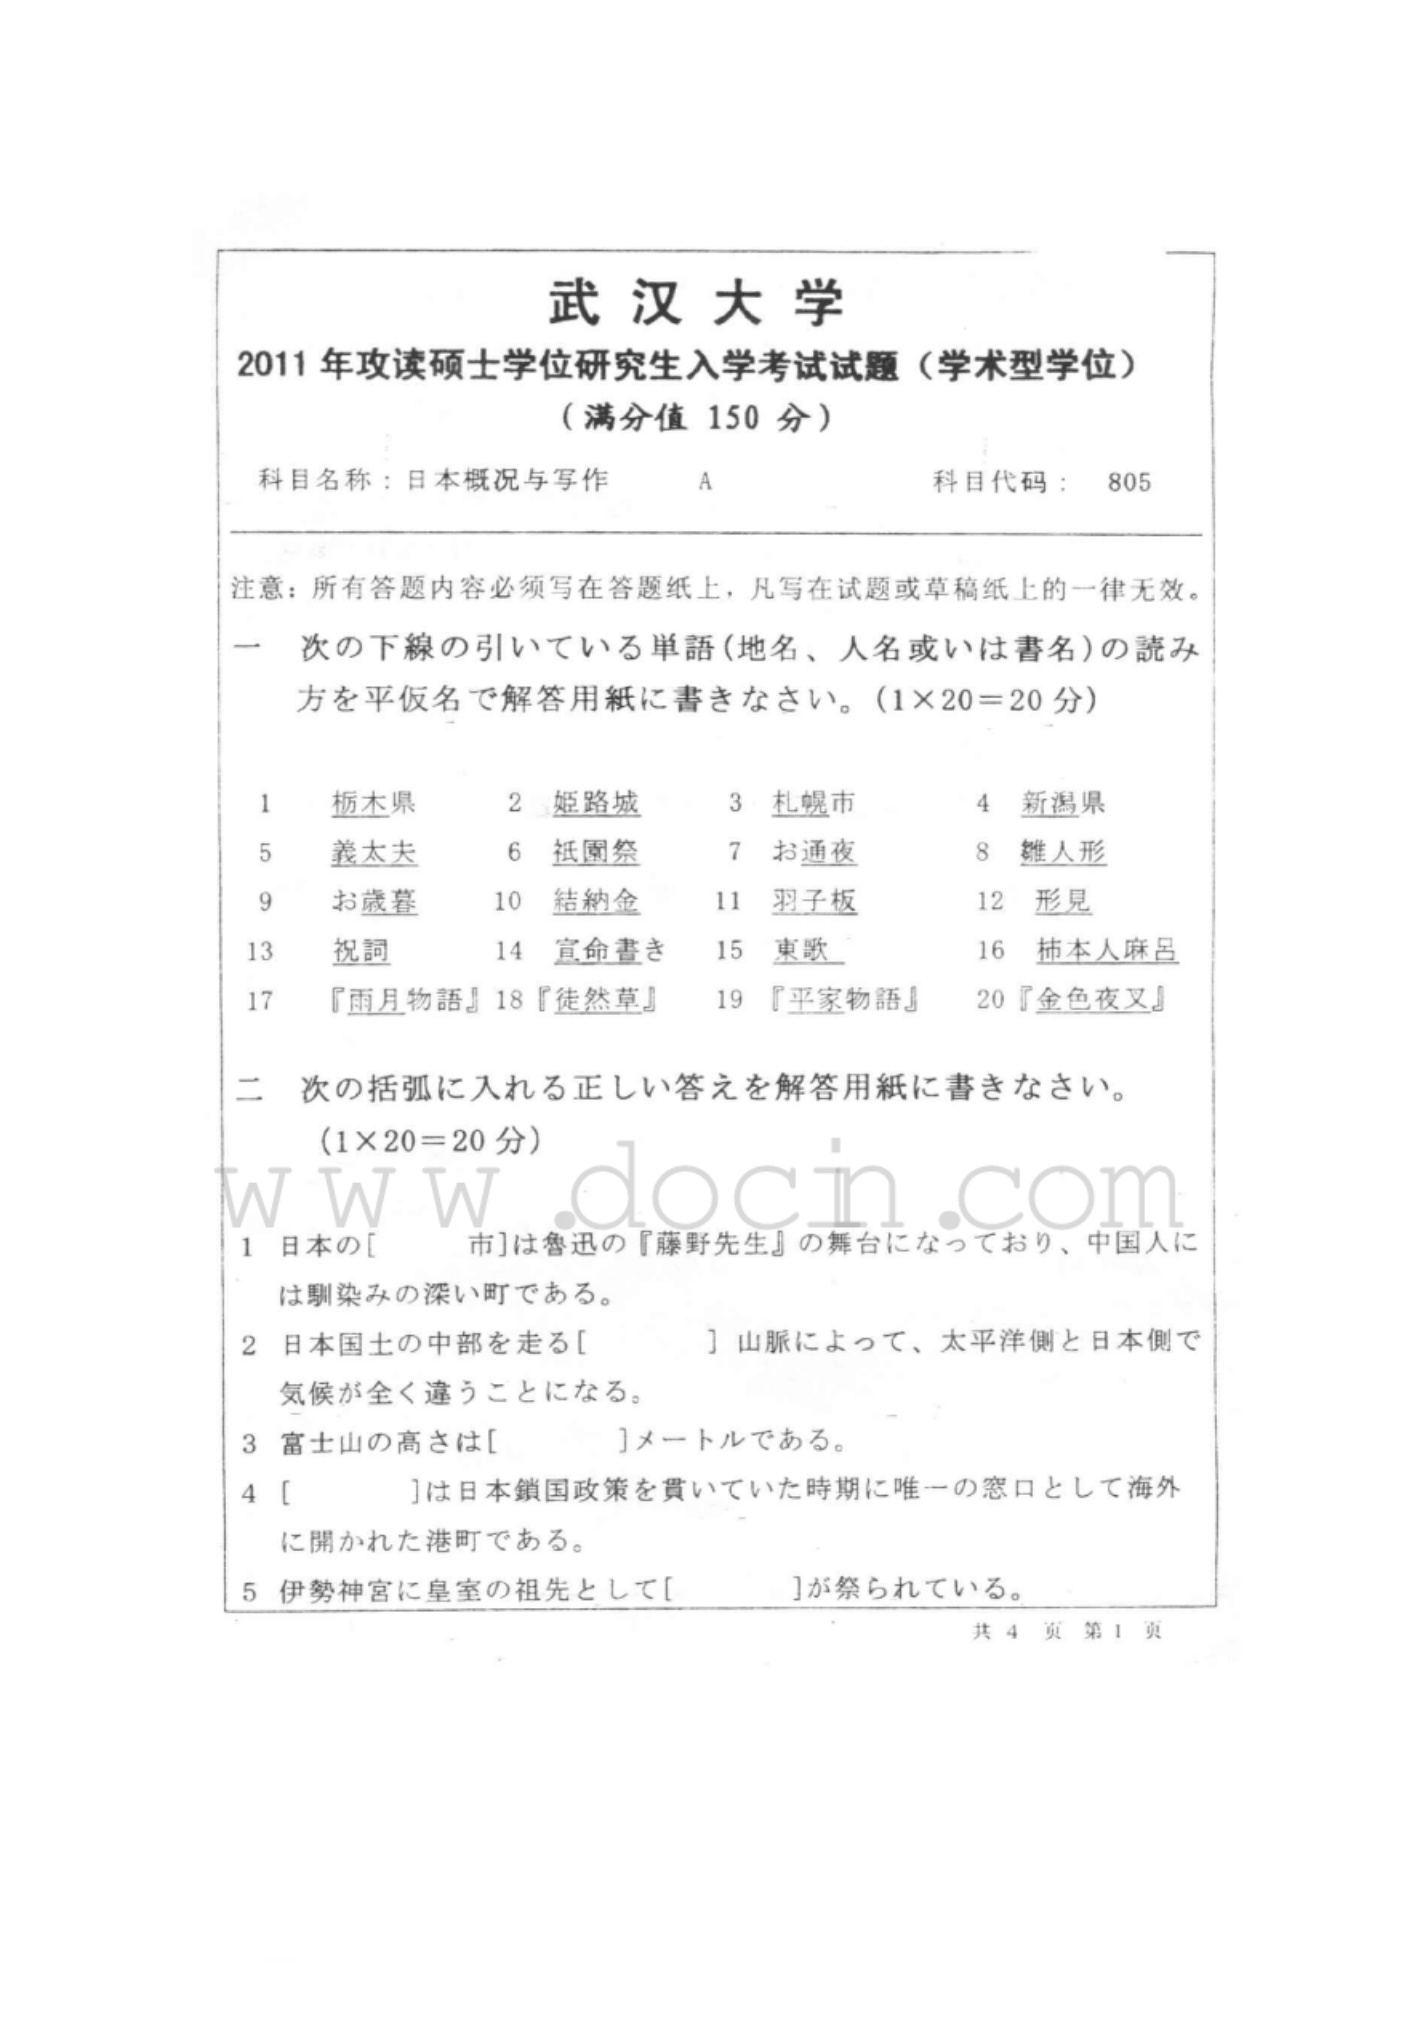 武汉大学
2011年攻读硕士学位研究生入学考试试题（学术型学位）
（满分值 150 分）
科目名称：日本概况与写作 A 科目代码： 805
注意：所有答题内容必须写在答题纸上，凡写在试题或草稿纸上的一律无效。
一 次の下線の引いている単語(地名、人名或いは書名)の読み
方を平仮名で解答用紙に書きなさい。(1×20＝20 分)
1 栃木県 2 姫路城 3 札幌市 4 新潟県
5 義太夫 6 祇園祭 7 お通夜 8 雛人形
9 お歳暮 10 結納金 11 羽子板 12 形見
13 祝詞 14 宣命書き 15 東歌 16 柿本人麻呂
17 『雨月物語』 18『徒然草』 19 『平家物語』 20『金色夜叉』
二 次の括弧に入れる正しい答えを解答用紙に書きなさい。
(1×20＝20 分)
www.docin.com
1 日本の[ 市]は魯迅の『藤野先生』の舞台になっており、中国人に
は馴染みの深い町である。
2 日本国土の中部を走る[ ] 山脈によって、太平洋側と日本側で
気候が全く違うことになる。
3 富士山の高さは[ ]メートルである。
4 [ ]は日本鎖国政策を貫いていた時期に唯一の窓口として海外
に開かれた港町である。
5 伊勢神宮に皇室の祖先として[ ]が祭られている。
共 4 页 第 1 页